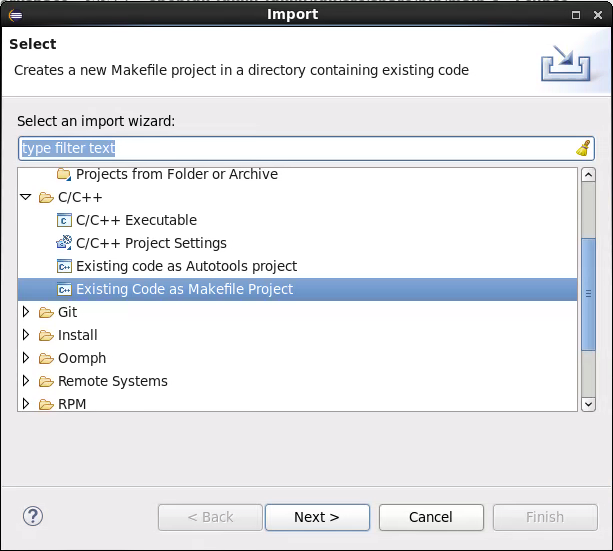 Import
Select
Creates a new Makefile project in a directory containing existing code
Select an import wizard:
type filter text
Projects from Folder or Archive
C/C++
C/C++ Executable
C/C++ Project Settings
Existing code as Autotools project
Existing Code as Makefile Project
Git
Install
Oomph
Remote Systems
RPM
< Back Next > Cancel Finish